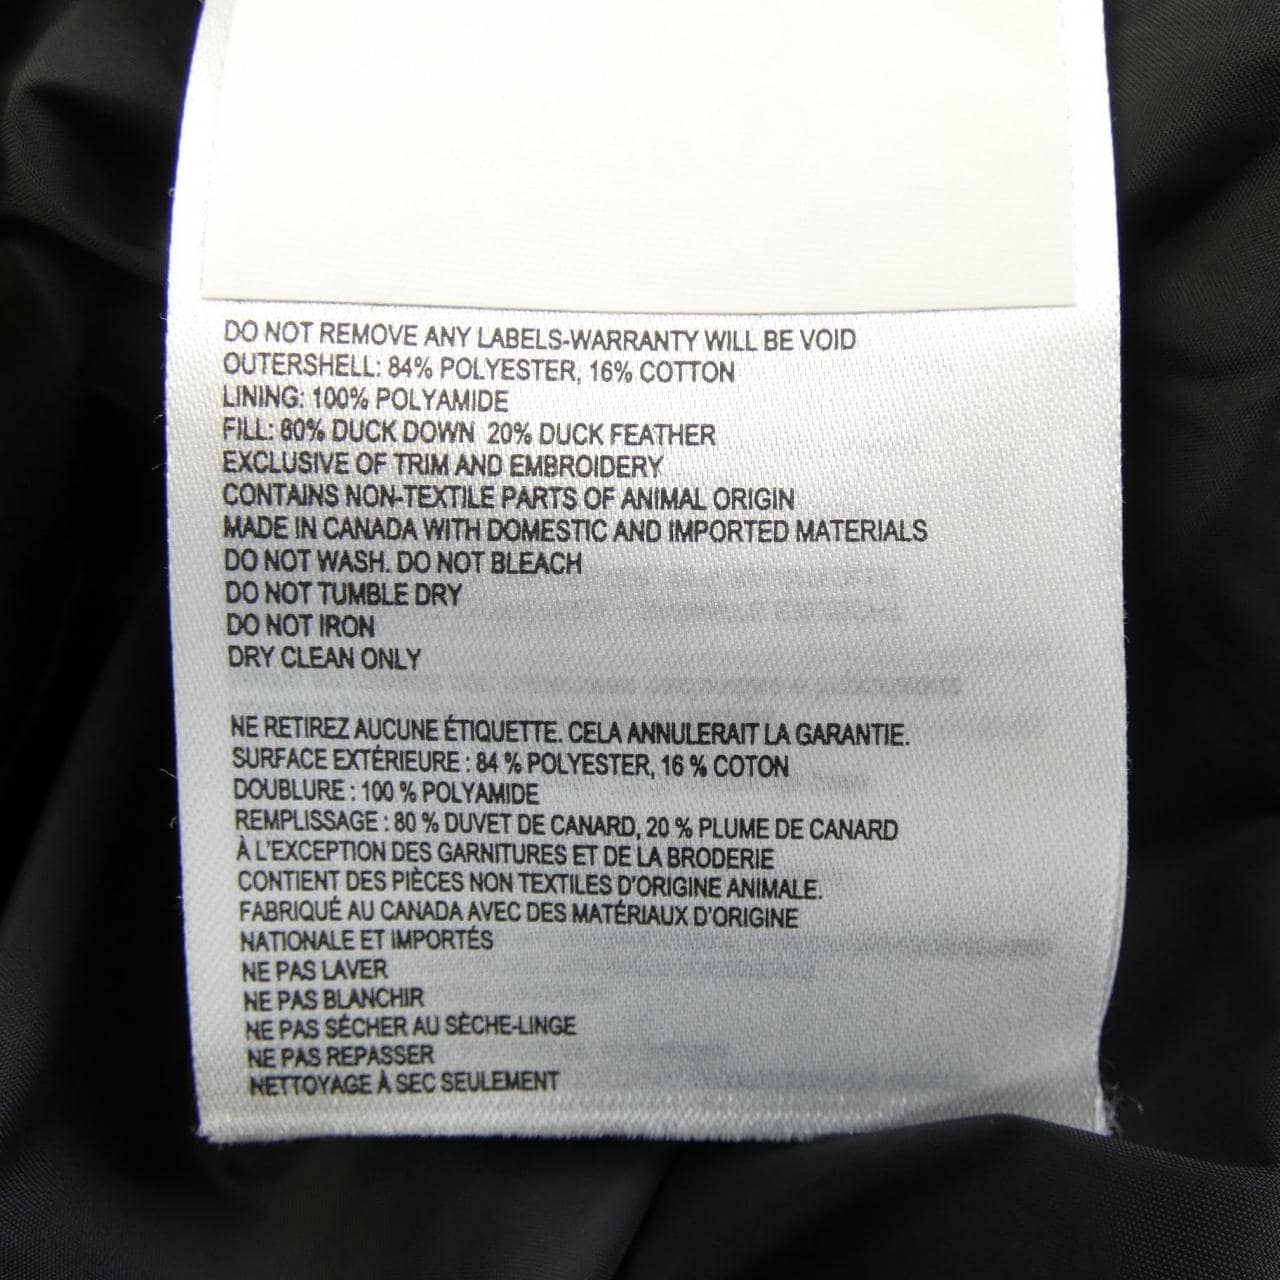 DO NOT REMOVE ANY LABELS-WARRANTY WILL BE VOID
OUTERSHELL: 84% POLYESTER, 16% COTTON
LINING: 100% POLYAMIDE
FILL: 80% DUCK DOWN 20% DUCK FEATHER
EXCLUSIVE OF TRIM AND EMBROIDERY
CONTAINS NON-TEXTILE PARTS OF ANIMAL ORIGIN
MADE IN CANADA WITH DOMESTIC AND IMPORTED MATERIALS
DO NOT WASH. DO NOT BLEACH
DO NOT TUMBLE DRY
DO NOT IRON
DRY CLEAN ONLY
NE RETIREZ AUCUNE ÉTIQUETTE. CELA ANNULERAIT LA GARANTIE.
SURFACE EXTÉRIEURE : 84 % POLYESTER, 16 % COTON
DOUBLURE : 100 % POLYAMIDE
REMPLISSAGE : 80 % DUVET DE CANARD, 20 % PLUME DE CANARD
À L'EXCEPTION DES GARNITURES ET DE LA BRODERIE
CONTIENT DES PIÈCES NON TEXTILES D'ORIGINE ANIMALE.
FABRIQUÉ AU CANADA AVEC DES MATÉRIAUX D'ORIGINE
NATIONALE ET IMPORTÉS
NE PAS LAVER
NE PAS BLANCHIR
NE PAS SÉCHER AU SÈCHE-LINGE
NE PAS REPASSER
NETTOYAGE À SEC SEULEMENT